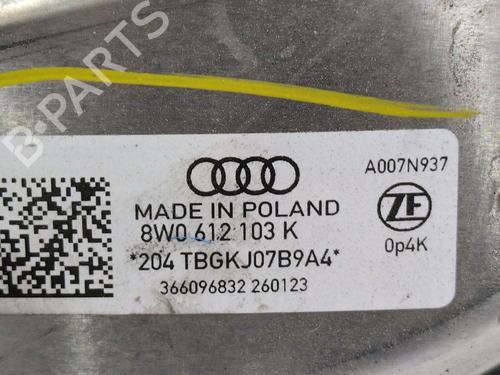 B-PARTS
A007N937
MADE IN POLAND
8W0 612 103 K
ZF
0p4K
*204 TBGKJ07B9A4*
366096832 260123